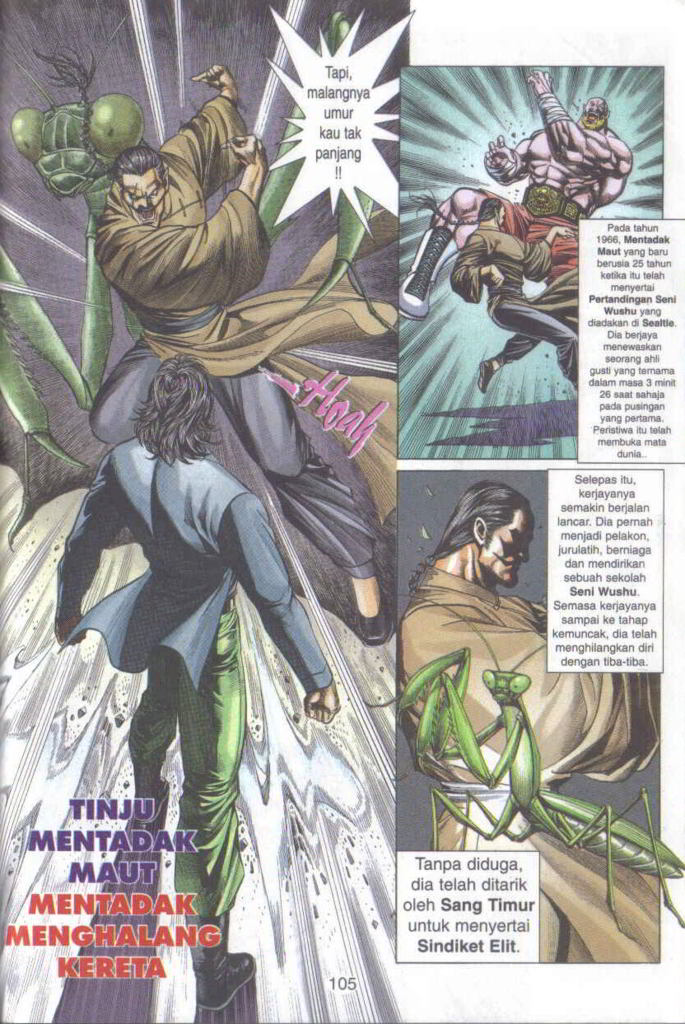 Tapi,
malangnya
umur
kau tak
panjang
!!
Hoah
Pada tahun
1966, Mentadak
Maut yang baru
berusia 25 tahun
ketika itu telah
menyertai
Pertandingan Seni
Wushu yang
diadakan di Sealtle.
Dia berjaya
menewaskan
seorang ahli
gusti yang ternama
dalam masa 3 minit
26 saat sahaja
pada pusingan
yang pertama.
Peristiwa itu telah
membuka mata
dunia..
Selepas itu,
kerjayanya
semakin berjalan
lancar. Dia pernah
menjadi pelakon,
jurulatih, berniaga
dan mendirikan
sebuah sekolah
Seni Wushu.
Semasa kerjayanya
sampai ke tahap
kemuncak, dia telah
menghilangkan diri
dengan tiba-tiba.
Tanpa diduga,
dia telah ditarik
oleh Sang Timur
untuk menyertai
Sindiket Elit.
TINJU
MENTADAK
MAUT
MENTADAK
MENGHALANG
KERETA
105